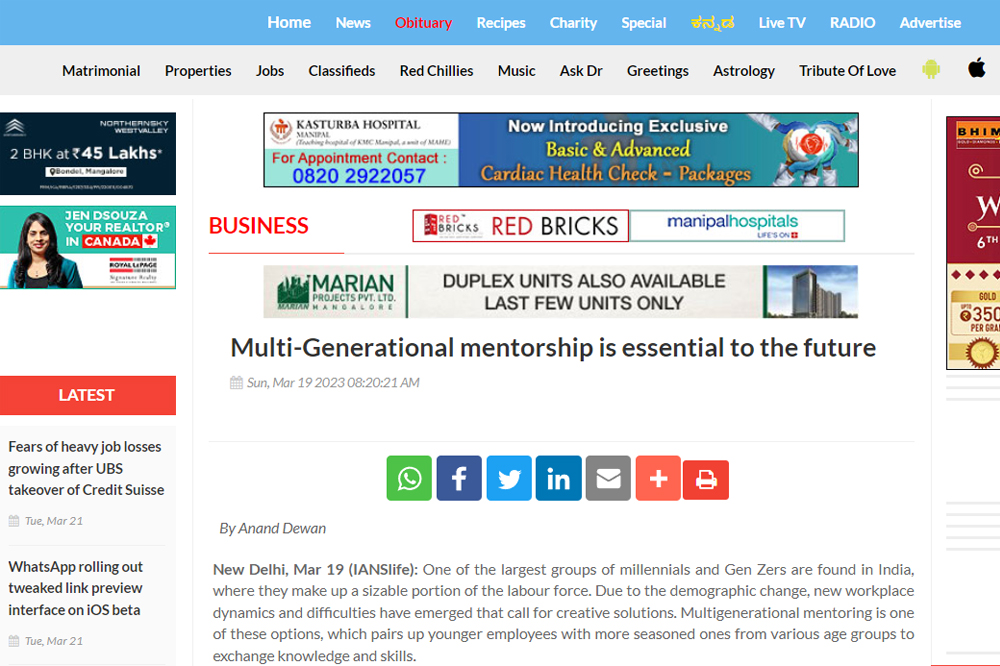 Home News Obituary Recipes Charity Special ಕನ್ನಡ Live TV RADIO Advertise
Matrimonial Properties Jobs Classifieds Red Chillies Music Ask Dr Greetings Astrology Tribute Of Love
NORTHERNSKY
WESTVALLEY
2 BHK at ₹45 Lakhs*
Bondel, Mangalore
JEN DSOUZA
YOUR REALTOR®
IN CANADA
ROYAL LEPAGE
Signature Realty
LATEST
Fears of heavy job losses
growing after UBS
takeover of Credit Suisse
Tue, Mar 21
WhatsApp rolling out
tweaked link preview
interface on iOS beta
Tue, Mar 21
KASTURBA HOSPITAL
MANIPAL
(Teaching hospital of KMC Manipal, a unit of MAHE)
For Appointment Contact :
0820 2922057
Now Introducing Exclusive
Basic & Advanced
Cardiac Health Check - Packages
BUSINESS
RED BRICKS RED BRICKS
manipalhospitals
LIFE'S ON
MARIAN
PROJECTS PVT. LTD.
MARIAN MANGALORE
DUPLEX UNITS ALSO AVAILABLE
LAST FEW UNITS ONLY
Multi-Generational mentorship is essential to the future
Sun, Mar 19 2023 08:20:21 AM
By Anand Dewan
New Delhi, Mar 19 (IANSlife): One of the largest groups of millennials and Gen Zers are found in India,
where they make up a sizable portion of the labour force. Due to the demographic change, new workplace
dynamics and difficulties have emerged that call for creative solutions. Multigenerational mentoring is one
of these options, which pairs up younger employees with more seasoned ones from various age groups to
exchange knowledge and skills.
BHIM
W
6TH
GOLD
UPTO
₹350
PER GRA